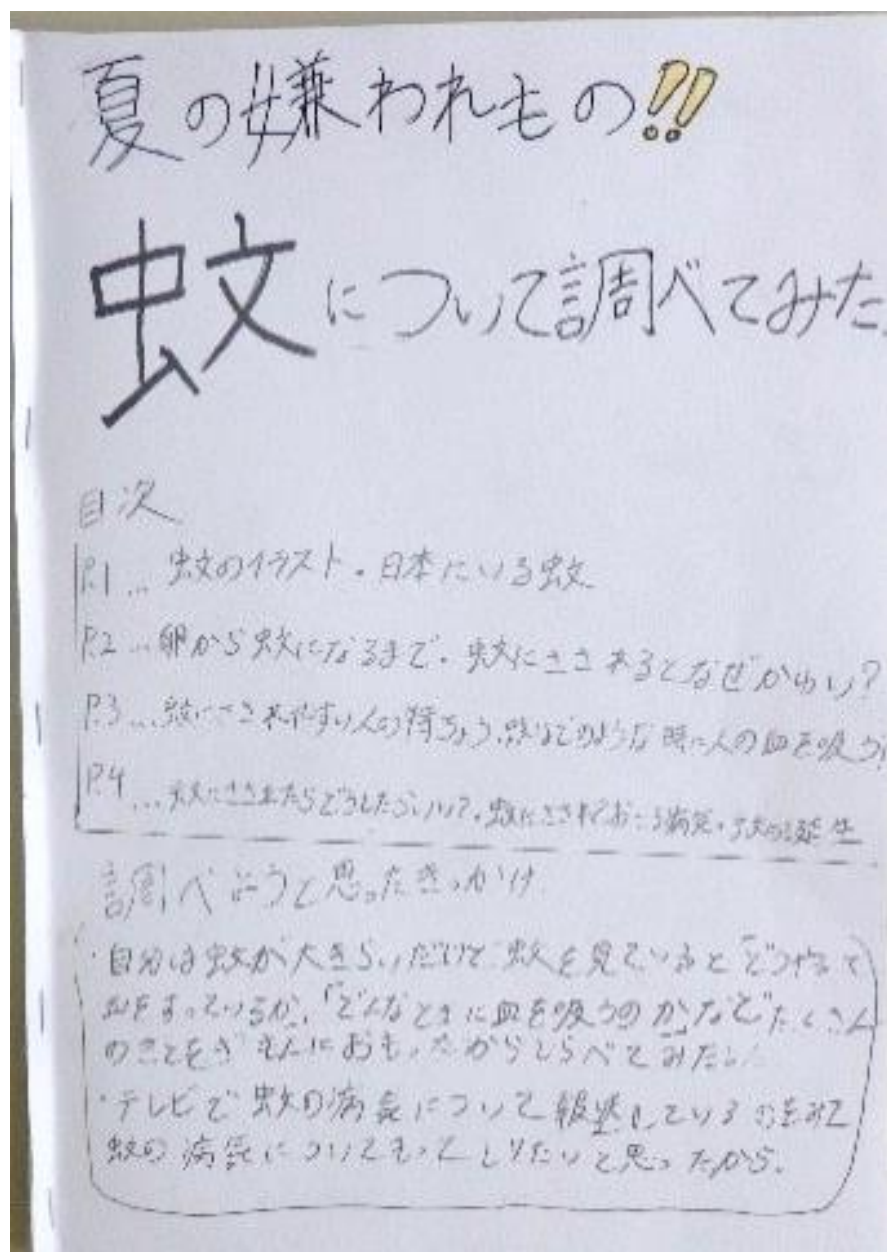 夏の嫌われもの!!
蚊について調べてみた
目次
P.1… 蚊のイラスト・日本にいる蚊
P.2…卵から蚊になるまで・蚊にさされるとなぜかゆい?
P.3…蚊にさされやすい人の特ちょう・蚊はどのような時に人の血を吸う?
P.4…蚊にさされたらどうしたらいい?・蚊にさされておこる病気・
調べようと思ったきっかけ
・自分は蚊が大きらいだけど蚊を見ていると「どうやって
血をすっているか、「どんなときに血を吸うのか」などたくさん
のことをぎもんにおもったからしらべてみたい
・テレビで蚊の病気について報道しているのをみて
蚊の病気についてもっとしりたいと思ったから。